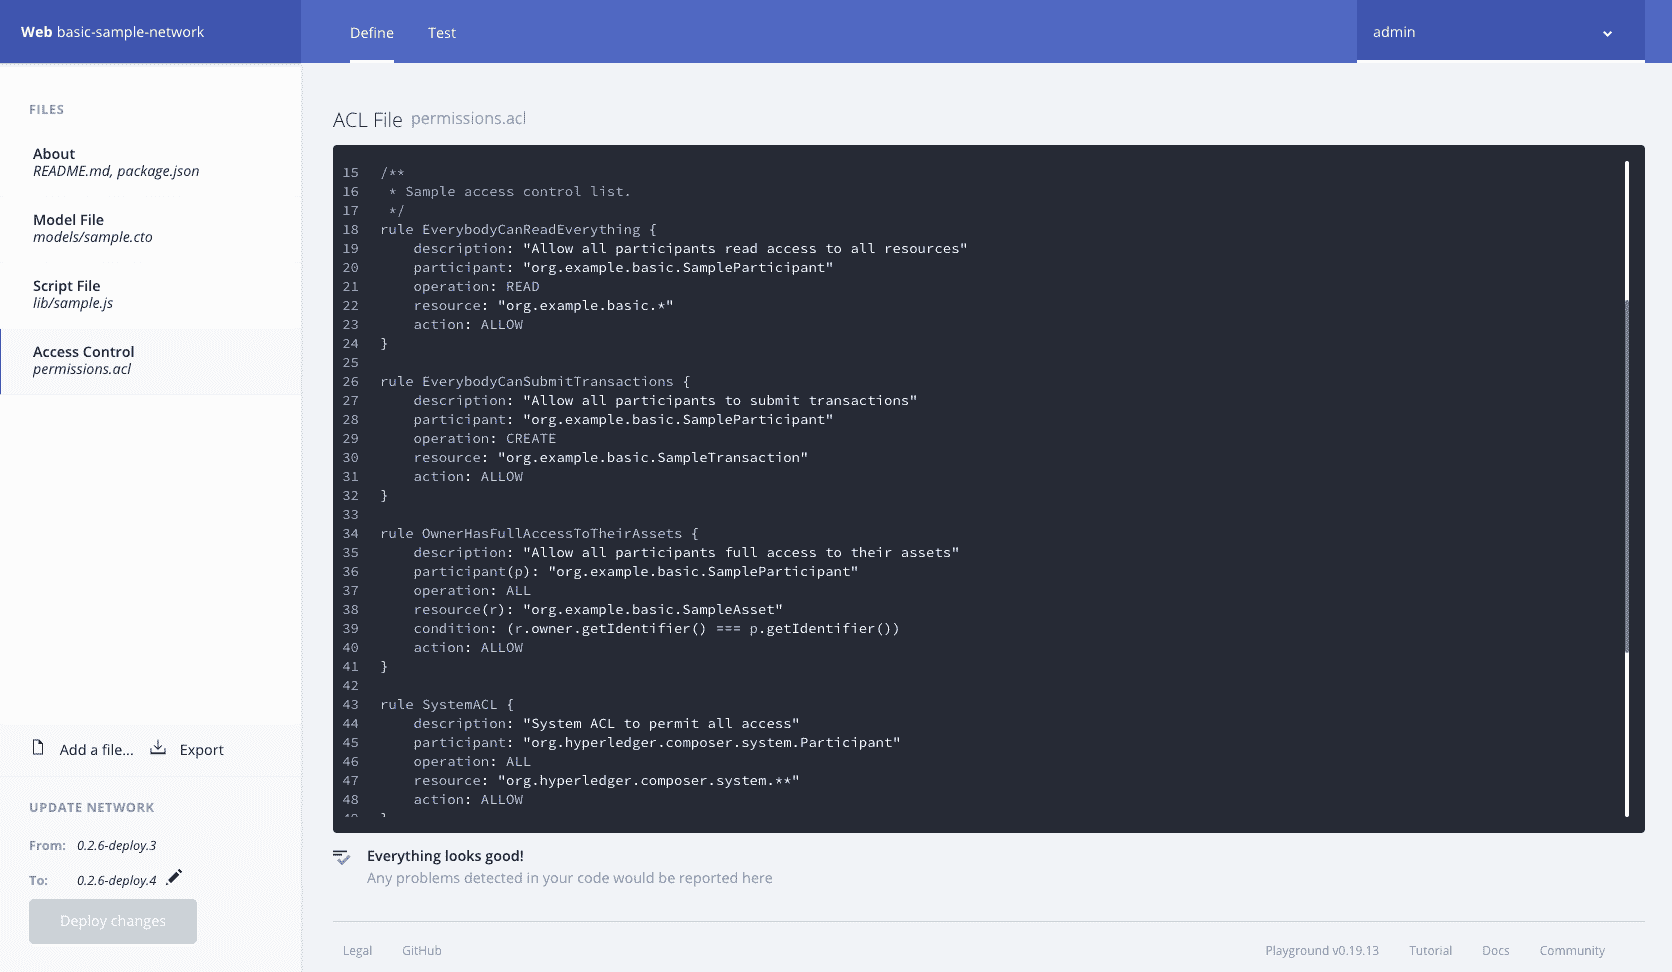 Web basic-sample-network
Define
Test
admin
FILES
About
README.md, package.json
Model File
models/sample.cto
Script File
lib/sample.js
Access Control
permissions.acl
Add a file...
Export
UPDATE NETWORK
From: 0.2.6-deploy.3
To: 0.2.6-deploy.4
Deploy changes
ACL File permissions.acl
15 /**
16  * Sample access control list.
17  */
18 rule EverybodyCanReadEverything {
19     description: "Allow all participants read access to all resources"
20     participant: "org.example.basic.SampleParticipant"
21     operation: READ
22     resource: "org.example.basic.*"
23     action: ALLOW
24 }
25
26 rule EverybodyCanSubmitTransactions {
27     description: "Allow all participants to submit transactions"
28     participant: "org.example.basic.SampleParticipant"
29     operation: CREATE
30     resource: "org.example.basic.SampleTransaction"
31     action: ALLOW
32 }
33
34 rule OwnerHasFullAccessToTheirAssets {
35     description: "Allow all participants full access to their assets"
36     participant(p): "org.example.basic.SampleParticipant"
37     operation: ALL
38     resource(r): "org.example.basic.SampleAsset"
39     condition: (r.owner.getIdentifier() === p.getIdentifier())
40     action: ALLOW
41 }
42
43 rule SystemACL {
44     description: "System ACL to permit all access"
45     participant: "org.hyperledger.composer.system.Participant"
46     operation: ALL
47     resource: "org.hyperledger.composer.system.**"
48     action: ALLOW
Everything looks good!
Any problems detected in your code would be reported here
Legal
GitHub
Playground v0.19.13
Tutorial
Docs
Community